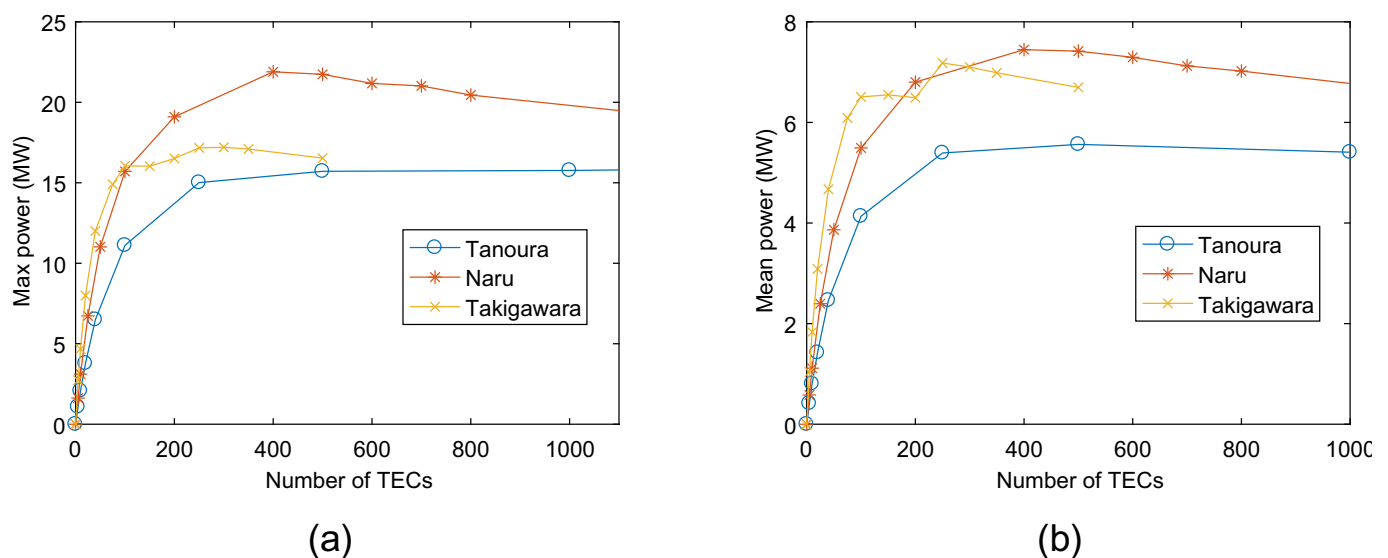 25
20
15
10
5
0
0
200
400
600
800
1000
Max power (MW)
Number of TECs
Tanoura
Naru
Takigawara
(a)
8
6
4
2
0
0
200
400
600
800
1000
Mean power (MW)
Number of TECs
Tanoura
Naru
Takigawara
(b)